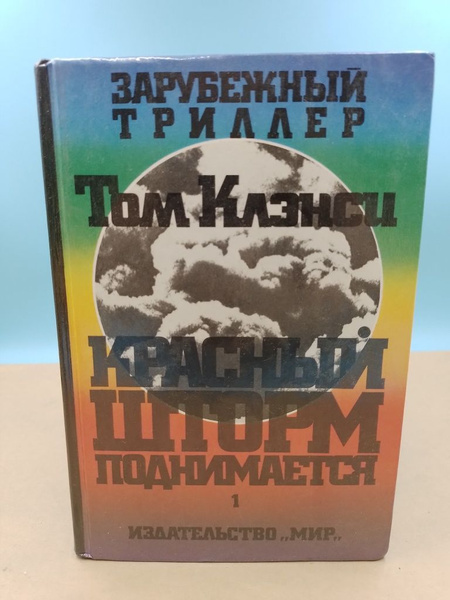 ЗАРУБЕЖНЫЙ
ТРИЛЛЕР
Том Клэнси
КРАСНЫЙ
ШТОРМ
ПОДНИМАЕТСЯ
1
ИЗДАТЕЛЬСТВО „МИР„